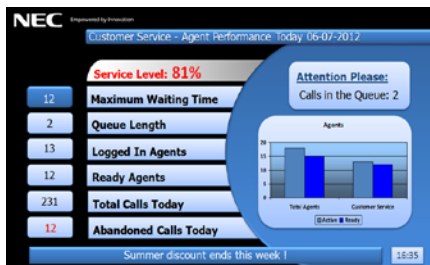 NEC Empowered by Innovation
Customer Service - Agent Performance Today 06-07-2012
Service Level: 81%
12 Maximum Waiting Time
2 Queue Length
13 Logged In Agents
12 Ready Agents
231 Total Calls Today
12 Abandoned Calls Today
Attention Please:
Calls in the Queue: 2
Agents
20
15
10
5
0
Total Agents Customer Service
Active Ready
Summer discount ends this week ! 16:35